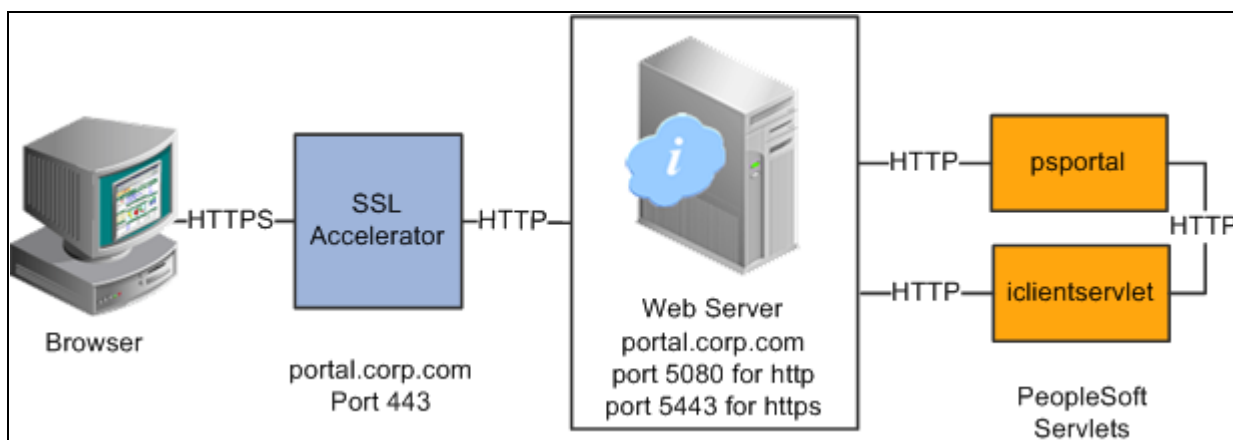 Browser
HTTPS
SSL
Accelerator
portal.corp.com
Port 443
HTTP
i
Web Server
portal.corp.com
port 5080 for http
port 5443 for https
HTTP
psportal
HTTP
HTTP
iclientservlet
PeopleSoft
Servlets